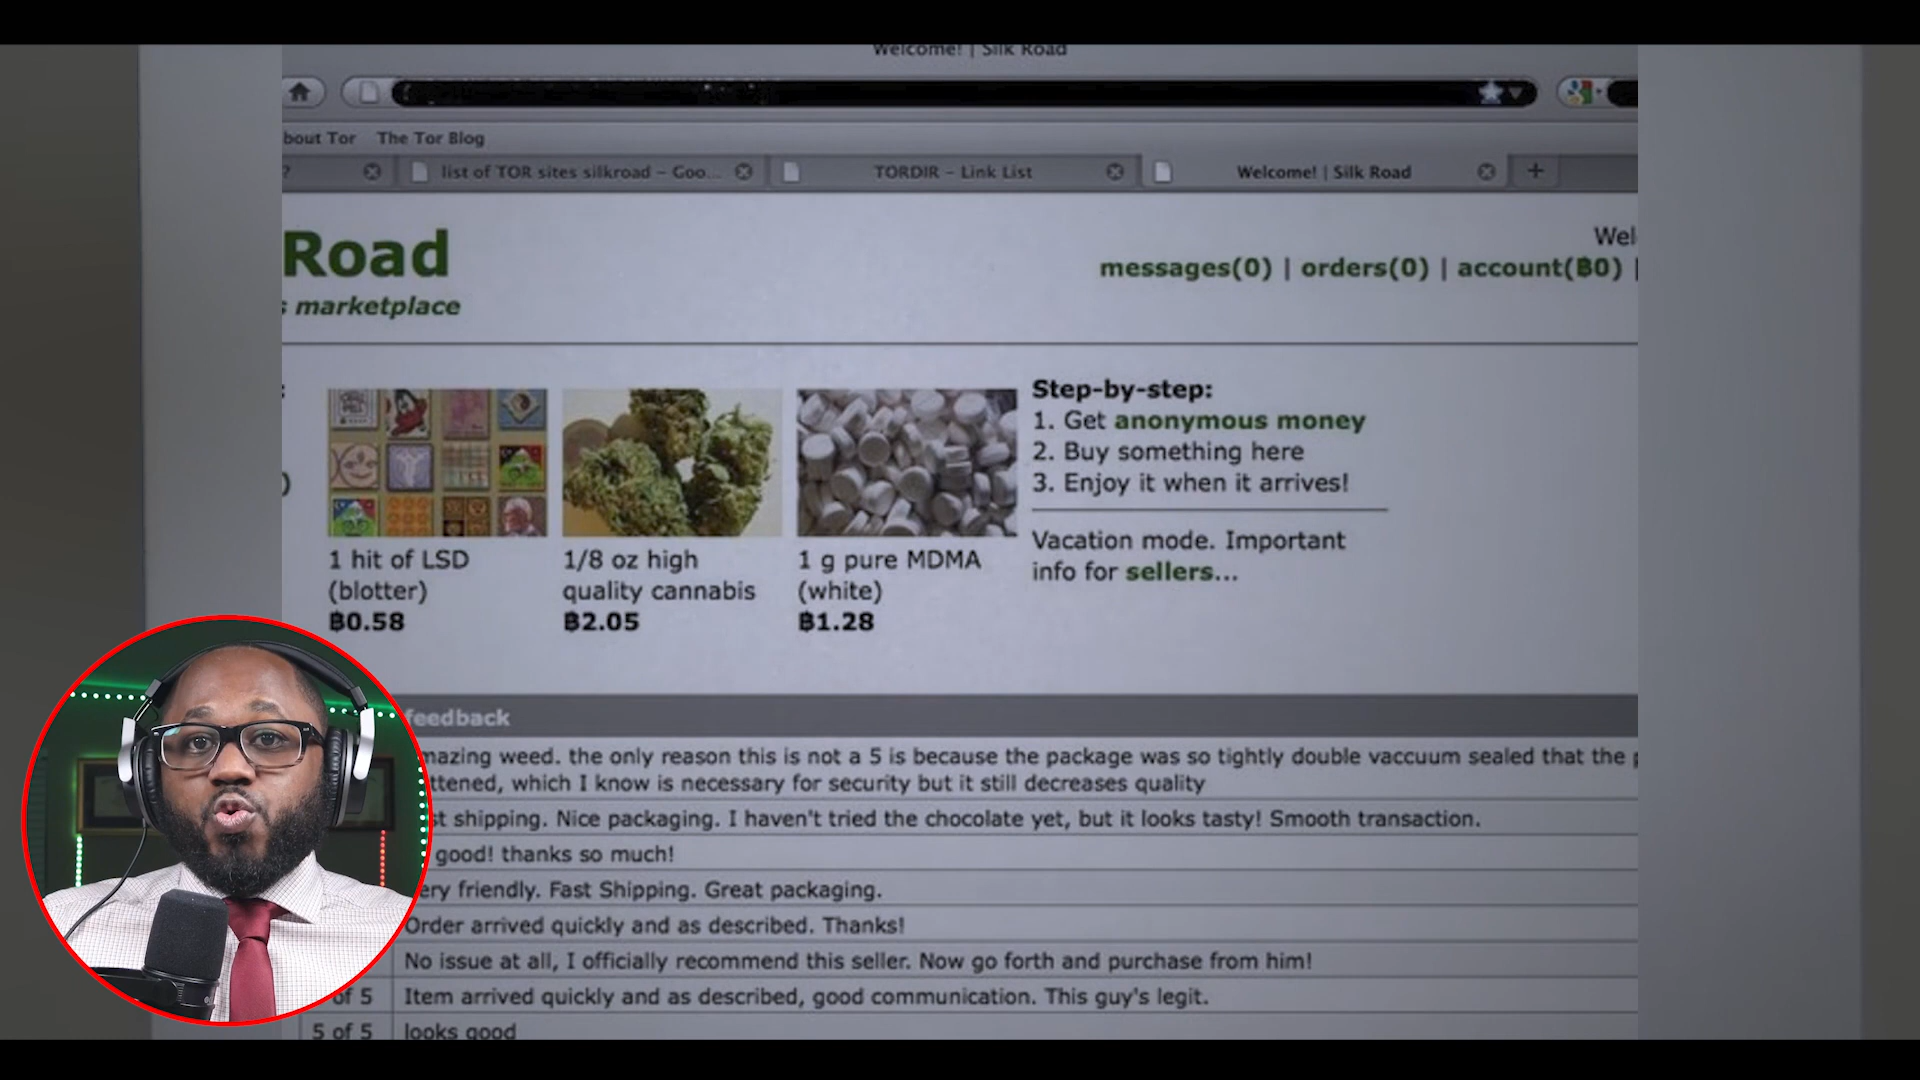 Welcome! | Silk Road
bout Tor The Tor Blog
?
list of TOR sites silkroad – Goo...
TORDIR – Link List
Welcome! | Silk Road
Road
s marketplace
Wel
messages(0) | orders(0) | account(฿0) |
1 hit of LSD
(blotter)
฿0.58
1/8 oz high
quality cannabis
฿2.05
1 g pure MDMA
(white)
฿1.28
Step-by-step:
1. Get anonymous money
2. Buy something here
3. Enjoy it when it arrives!
Vacation mode. Important
info for sellers...
feedback
mazing weed. the only reason this is not a 5 is because the package was so tightly double vaccuum sealed that the p
ttened, which I know is necessary for security but it still decreases quality
st shipping. Nice packaging. I haven't tried the chocolate yet, but it looks tasty! Smooth transaction.
good! thanks so much!
ery friendly. Fast Shipping. Great packaging.
Order arrived quickly and as described. Thanks!
No issue at all, I officially recommend this seller. Now go forth and purchase from him!
of 5 Item arrived quickly and as described, good communication. This guy's legit.
5 of 5 looks good